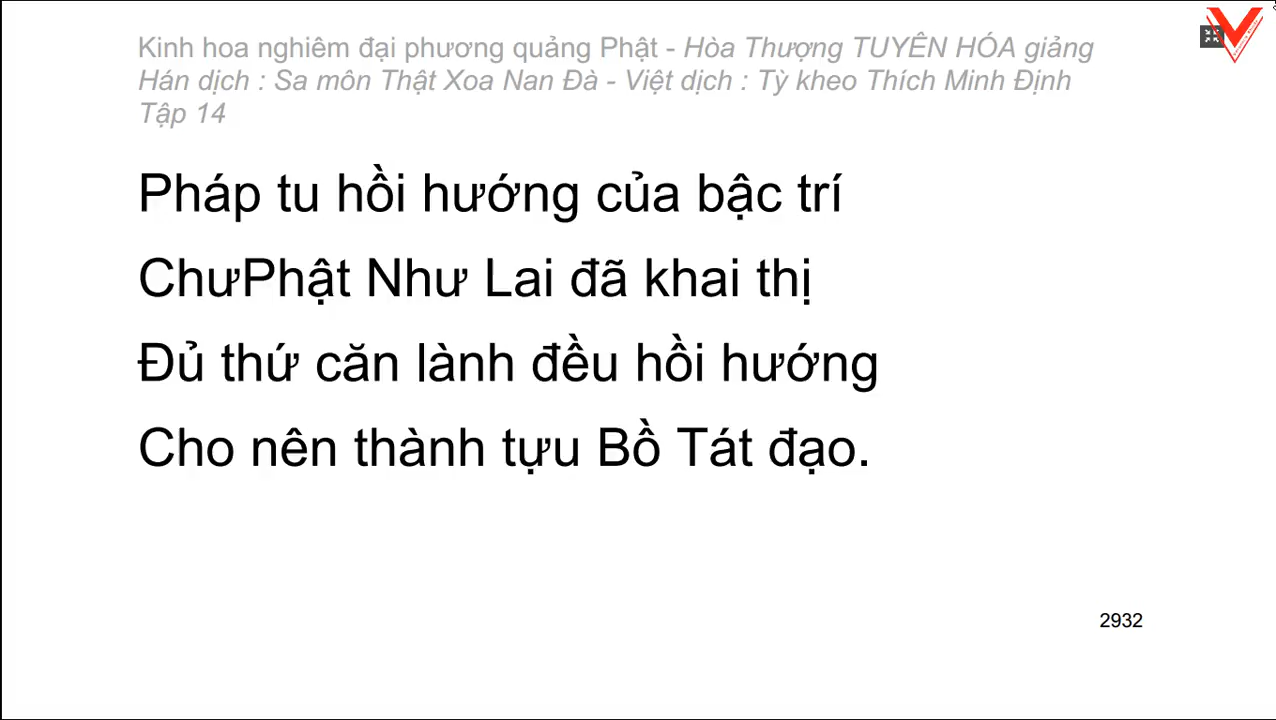 Kinh hoa nghiêm đại phương quảng Phật - Hòa Thượng TUYÊN HÓA giảng
Hán dịch : Sa môn Thật Xoa Nan Đà - Việt dịch : Tỳ kheo Thích Minh Định
Tập 14
Pháp tu hồi hướng của bậc trí
ChưPhật Như Lai đã khai thị
Đủ thứ căn lành đều hồi hướng
Cho nên thành tựu Bồ Tát đạo.
2932